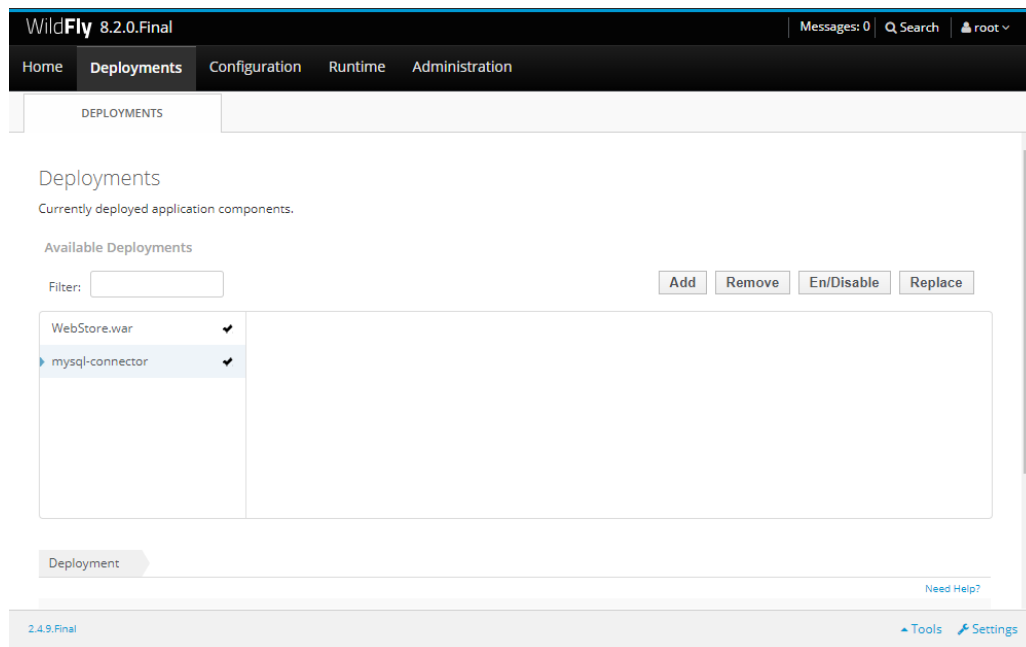 WildFly 8.2.0.Final Messages: 0 Search root
Home Deployments Configuration Runtime Administration
DEPLOYMENTS
Deployments
Currently deployed application components.
Available Deployments
Filter: Add Remove En/Disable Replace
WebStore.war
mysql-connector
Deployment
Need Help?
2.4.9.Final Tools Settings